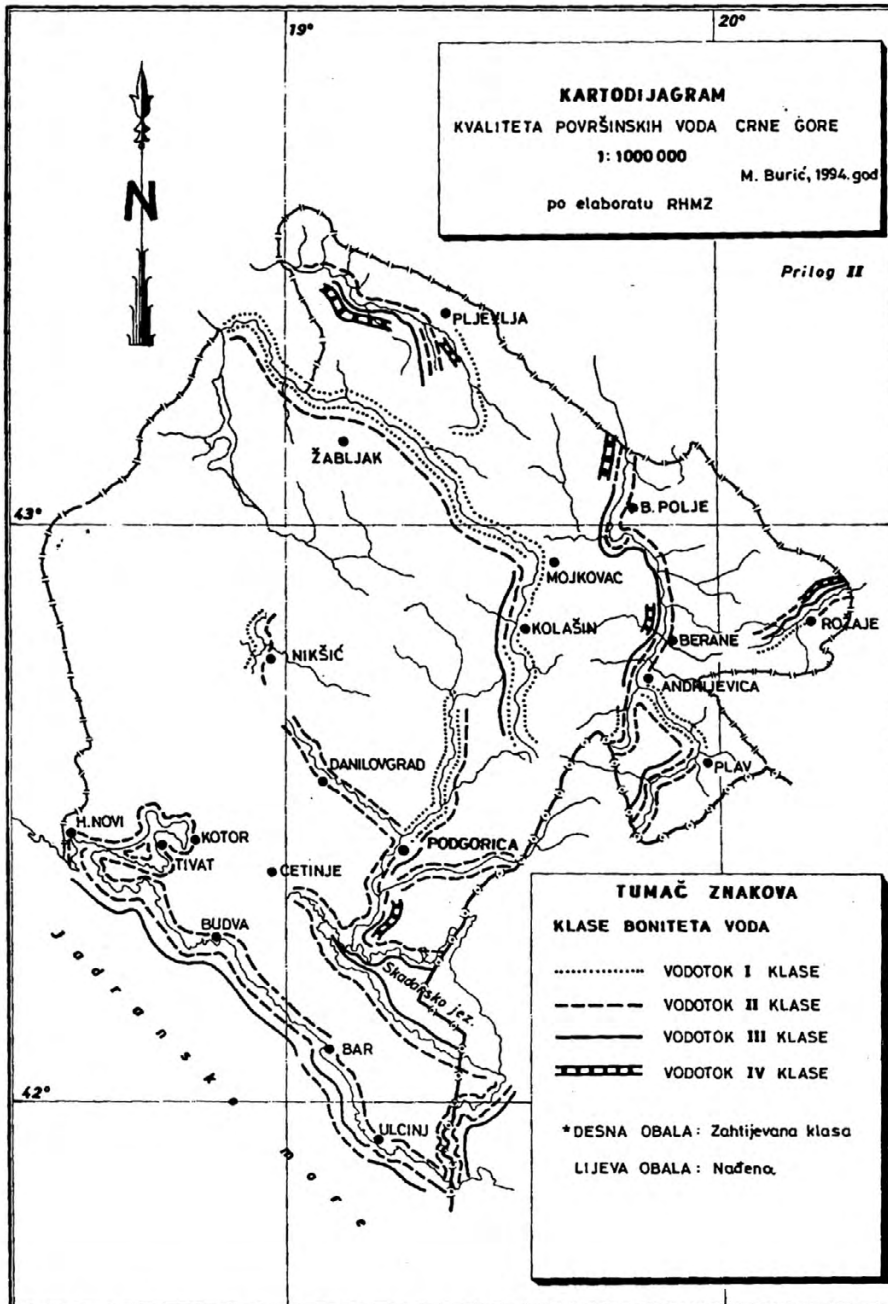 19°
20°
KARTODIJAGRAM
KVALITETA POVRŠINSKIH VODA CRNE GORE
1:1000 000
M. Burić, 1994.god
po elaboratu RHMZ
N
Prilog II
PLJEVLJA
ŽABLJAK
43°
B. POLJE
MOJKOVAC
KOLAŠIN
ROŽAJE
BERANE
NIKŠIĆ
ANDRIJEVICA
PLAV
DANILOVGRAD
H.NOVI
KOTOR
TIVAT
PODGORICA
CETINJE
BUDVA
Skadarsko jez.
Jadransko more
BAR
42°
ULCINJ
TUMAČ ZNAKOVA
KLASE BONITETA VODA
VODOTOK I KLASE
VODOTOK II KLASE
VODOTOK III KLASE
VODOTOK IV KLASE
*DESNA OBALA: Zahtijevana klasa
LIJEVA OBALA: Nađena